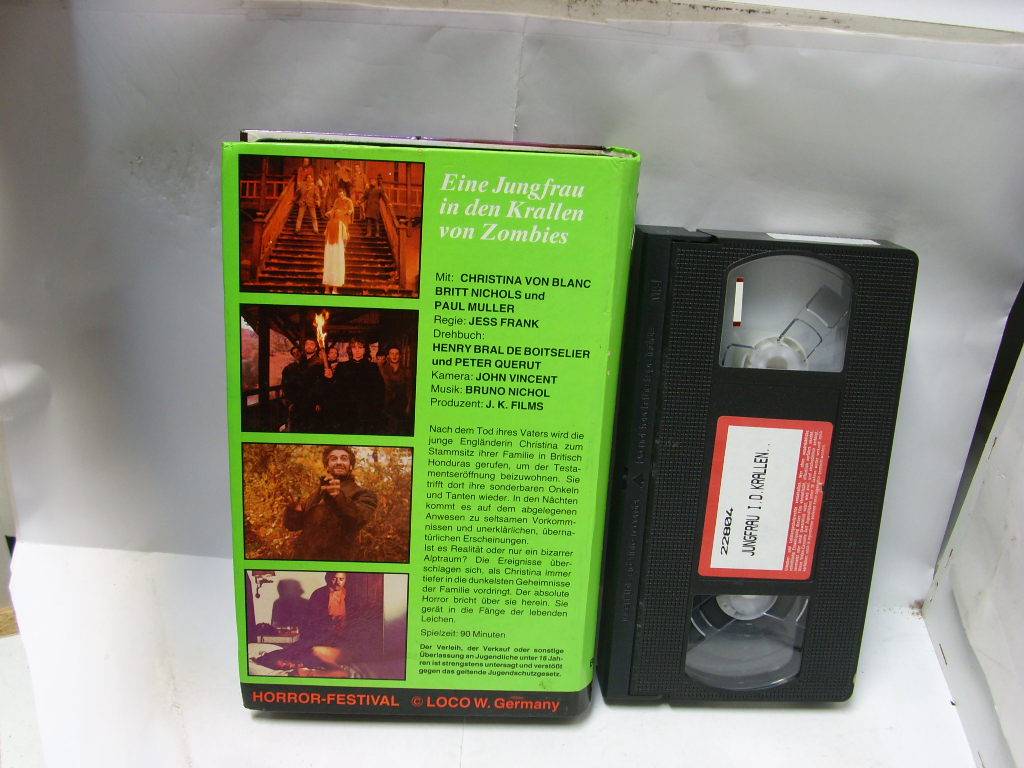 Eine Jungfrau
in den Krallen
von Zombies
Mit: CHRISTINA VON BLANC
BRITT NICHOLS und
PAUL MULLER
Regie: JESS FRANK
Drehbuch:
HENRY BRAL DE BOITSELIER
und PETER QUERUT
Kamera: JOHN VINCENT
Musik: BRUNO NICHOL
Produzent: J. K. FILMS
Nach dem Tod ihres Vaters wird die
junge Engländerin Christina zum
Stammsitz ihrer Familie in Britisch
Honduras gerufen, um der Testa-
mentseröffnung beizuwohnen. Sie
trifft dort ihre sonderbaren Onkeln
und Tanten wieder. In den Nächten
kommt es auf dem abgelegenen
Anwesen zu seltsamen Vorkomm-
nissen und unerklärlichen, überna-
türlichen Erscheinungen.
Ist es Realität oder nur ein bizarrer
Alptraum? Die Ereignisse über-
schlagen sich, als Christina immer
tiefer in die dunkelsten Geheimnisse
der Familie vordringt. Der absolute
Horror bricht über sie herein. Sie
gerät in die Fänge der lebenden
Leichen.
Spielzeit: 90 Minuten
Der Verleih, der Verkauf oder sonstige
Überlassung an Jugendliche unter 18 Jah-
ren ist strengstens untersagt und verstößt
gegen das geltende Jugendschutzgesetz.
HORROR-FESTIVAL © LOCO W. Germany
22804
JUNGFRAU I.D.KRALLEN.